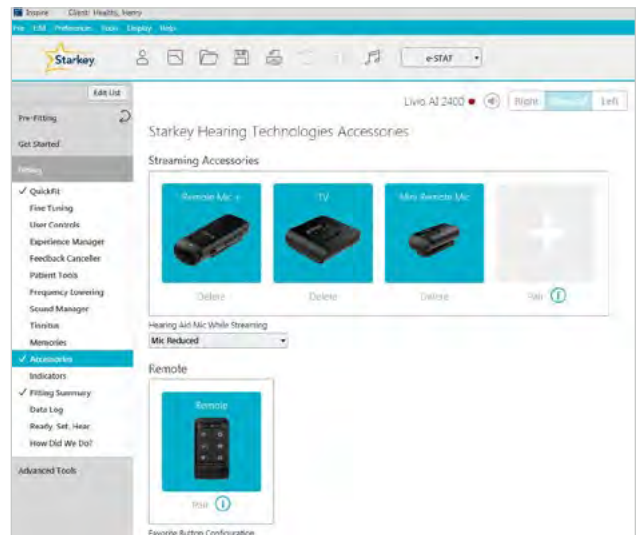 Inspire Client: Health, Henry
File Edit Preferences Tools Display Help
Starkey
e-STAT
Edit List
Livio AI 2400
Right
Left
Pre-Fitting
Get Started
Fitting
QuickFit
Fine Tuning
User Controls
Experience Manager
Feedback Canceller
Patient Tools
Frequency Lowering
Sound Manager
Tinnitus
Memories
Accessories
Indicators
Fitting Summary
Data Log
Ready, Set, Hear
How Did We Do?
Advanced Tools
Starkey Hearing Technologies Accessories
Streaming Accessories
Remote Mic +
TV
Mini Remote Mic
Delete
Delete
Delete
Pair
Hearing Aid Mic While Streaming
Mic Reduced
Remote
Remote
Pair
Favorite Button Configuration